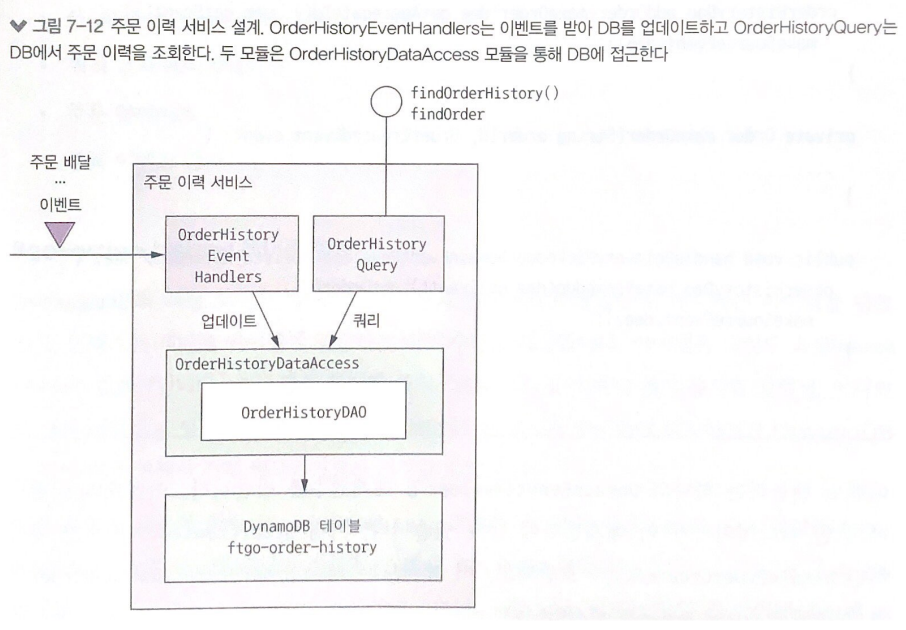 그림 7-12 주문 이력 서비스 설계. OrderHistoryEventHandlers는 이벤트를 받아 DB를 업데이트하고 OrderHistoryQuery는
DB에서 주문 이력을 조회한다. 두 모듈은 OrderHistoryDataAccess 모듈을 통해 DB에 접근한다
findOrderHistory()
findOrder
주문 배달
...
이벤트
주문 이력 서비스
OrderHistory
Event
Handlers
OrderHistory
Query
업데이트
쿼리
OrderHistoryDataAccess
OrderHistoryDAO
DynamoDB 테이블
ftgo-order-history